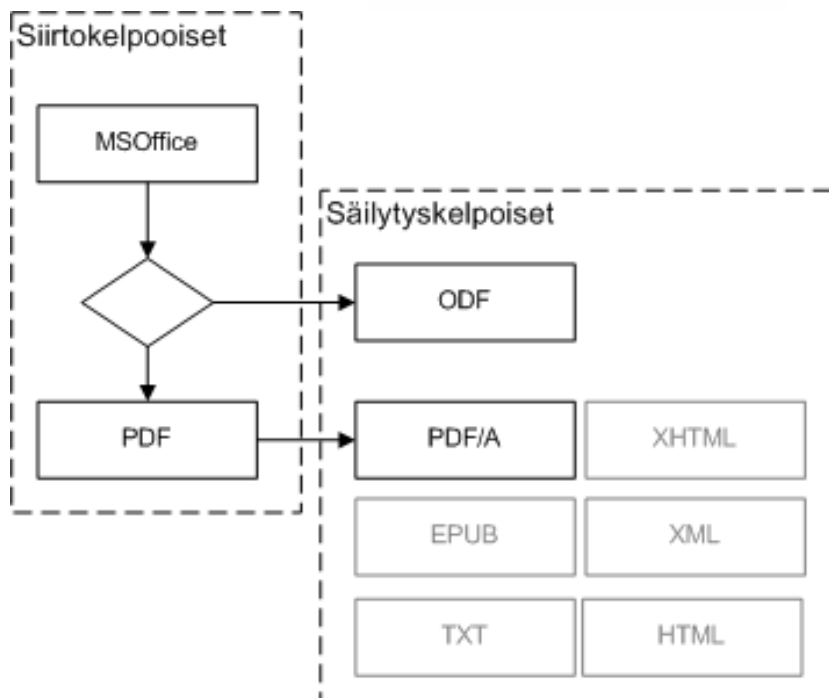 Siirtokelpooiset
MSOffice
Säilytyskelpoiset
ODF
PDF
PDF/A
XHTML
EPUB
XML
TXT
HTML